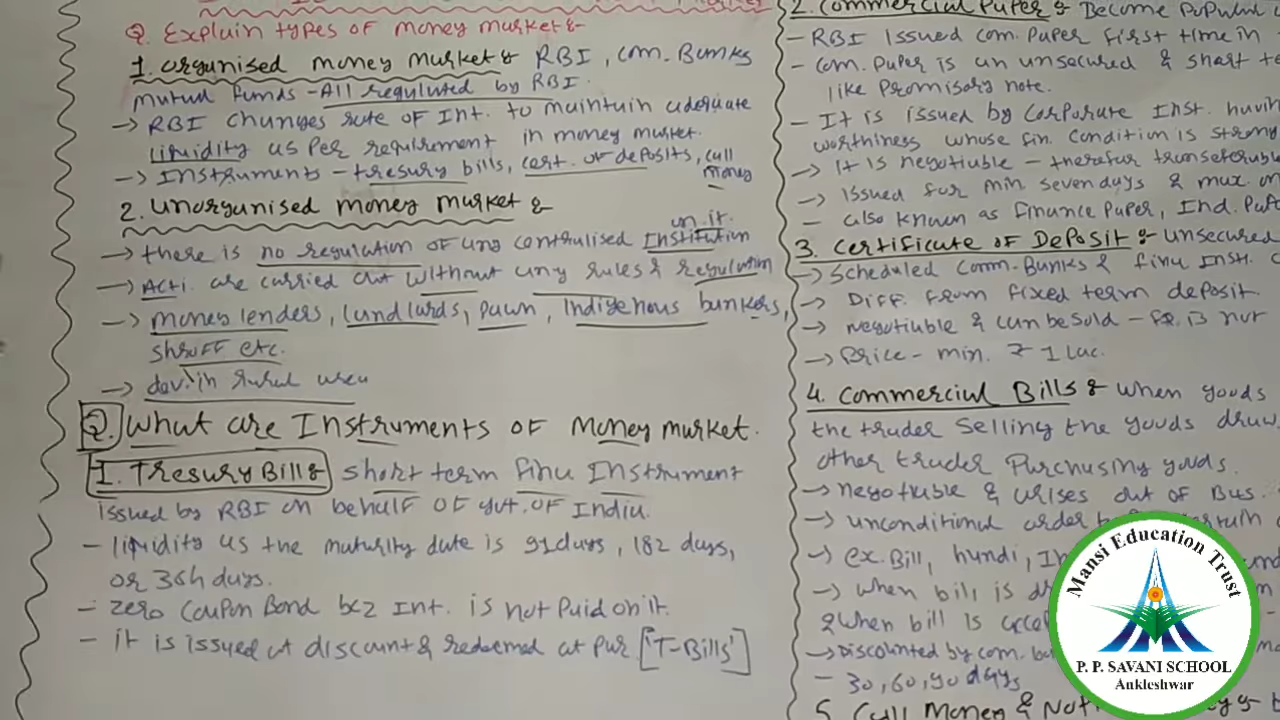 Q. Explain types of money market :-
1. Organised money market : RBI, com. Banks
mutual funds - All regulated by RBI.
→ RBI changes rate of Int. to maintain adequate
liquidity as per requirement in money market.
→ Instruments - tresury bills, cert. of deposits, call
money
2. Unorganised money market :-
→ there is no regulation of any centralised Institution
on it.
→ Acti. are carried out without any rules & regulation
→ money lenders, landlords, pawn, Indigenous bankers,
shroff etc.
→ dev. in rural area
Q. What are Instruments of Money market.
1. Tresury Bills : short term Fina Instrument
issued by RBI on behalf of govt. of India.
- liquidity as the maturity date is 91 days, 182 days,
or 364 days.
- Zero Coupon Bond bcz Int. is not paid on it.
- it is issued at discount & redeemed at par ['T-Bills']
2. Commercial Paper : Become popular
- RBI Issued com. paper first time in
- com. paper is an unsecured & short te
like promisory note.
- It is issued by corporate Inst. havin
worthiness whose fin. condition is strong
→ It is negotiable - therefor transferab
→ Issued for min seven days & max. on
- also known as Finance paper, Ind. pap
3. Certificate of Deposit : unsecured
→ Scheduled Comm. Banks & fina Inst. c
→ Diff. from fixed term deposit.
→ negotiable & can be sold - F.D. is not
→ Price - min. ₹ 1 lac.
4. Commercial Bills : when goods
the trader selling the goods draw
other trader purchasing goods.
→ negotiable & arises out of Bus.
→ unconditional order
→ ex. Bill, hundi,
→ when bill is
& when bill is
→ Discounted by com.
- 30, 60, 90 days
5. Call Money & Not
Mansi Education Trust
P. P. SAVANI SCHOOL
Ankleshwar